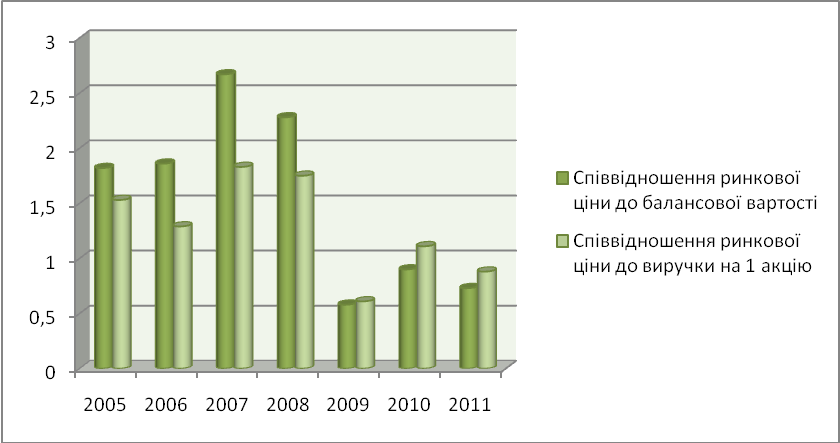 3
2,5
2
1,5
1
0,5
0
2005 2006 2007 2008 2009 2010 2011
Співвідношення ринкової
ціни до балансової вартості
Співвідношення ринкової
ціни до виручки на 1 акцію